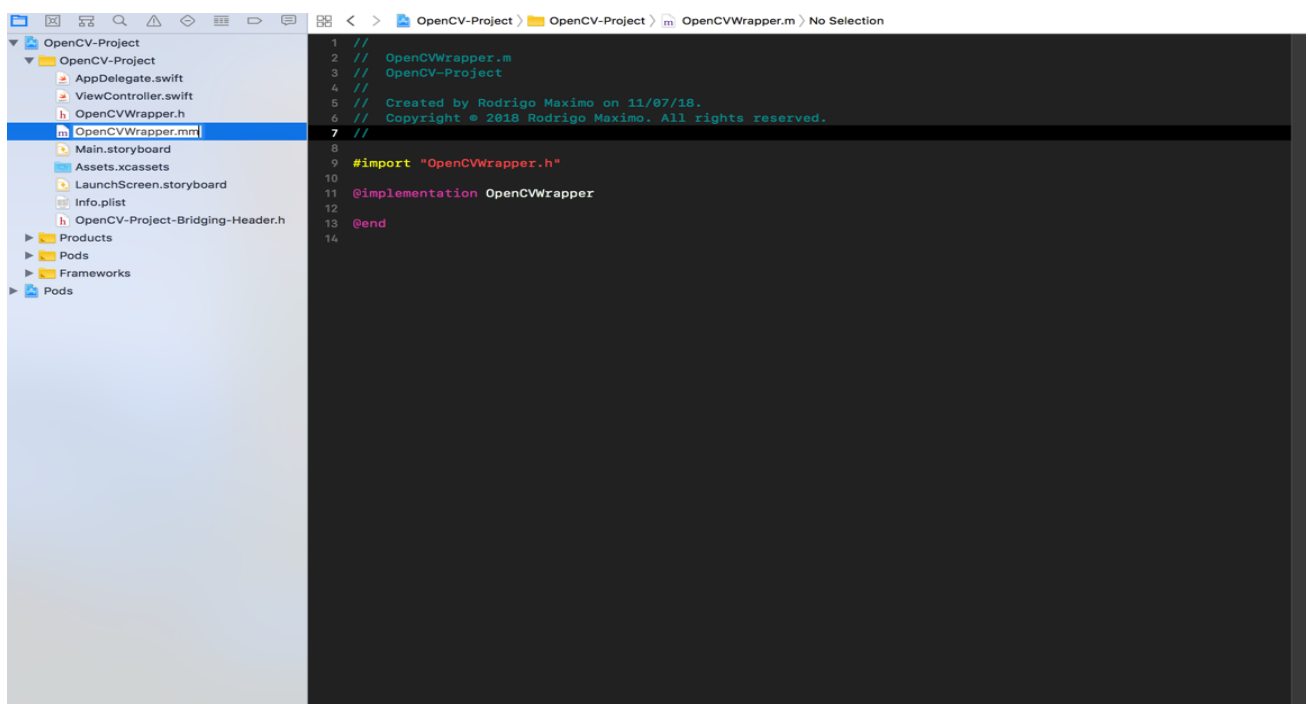 OpenCV-Project 〉 OpenCV-Project 〉 m OpenCVWrapper.m 〉 No Selection
OpenCV-Project
OpenCV-Project
AppDelegate.swift
ViewController.swift
h OpenCVWrapper.h
m OpenCVWrapper.mm
Main.storyboard
Assets.xcassets
LaunchScreen.storyboard
Info.plist
h OpenCV-Project-Bridging-Header.h
Products
Pods
Frameworks
Pods
1 //
2 // OpenCVWrapper.m
3 // OpenCV-Project
4 //
5 // Created by Rodrigo Maximo on 11/07/18.
6 // Copyright © 2018 Rodrigo Maximo. All rights reserved.
7 //
8
9 #import "OpenCVWrapper.h"
10
11 @implementation OpenCVWrapper
12
13 @end
14